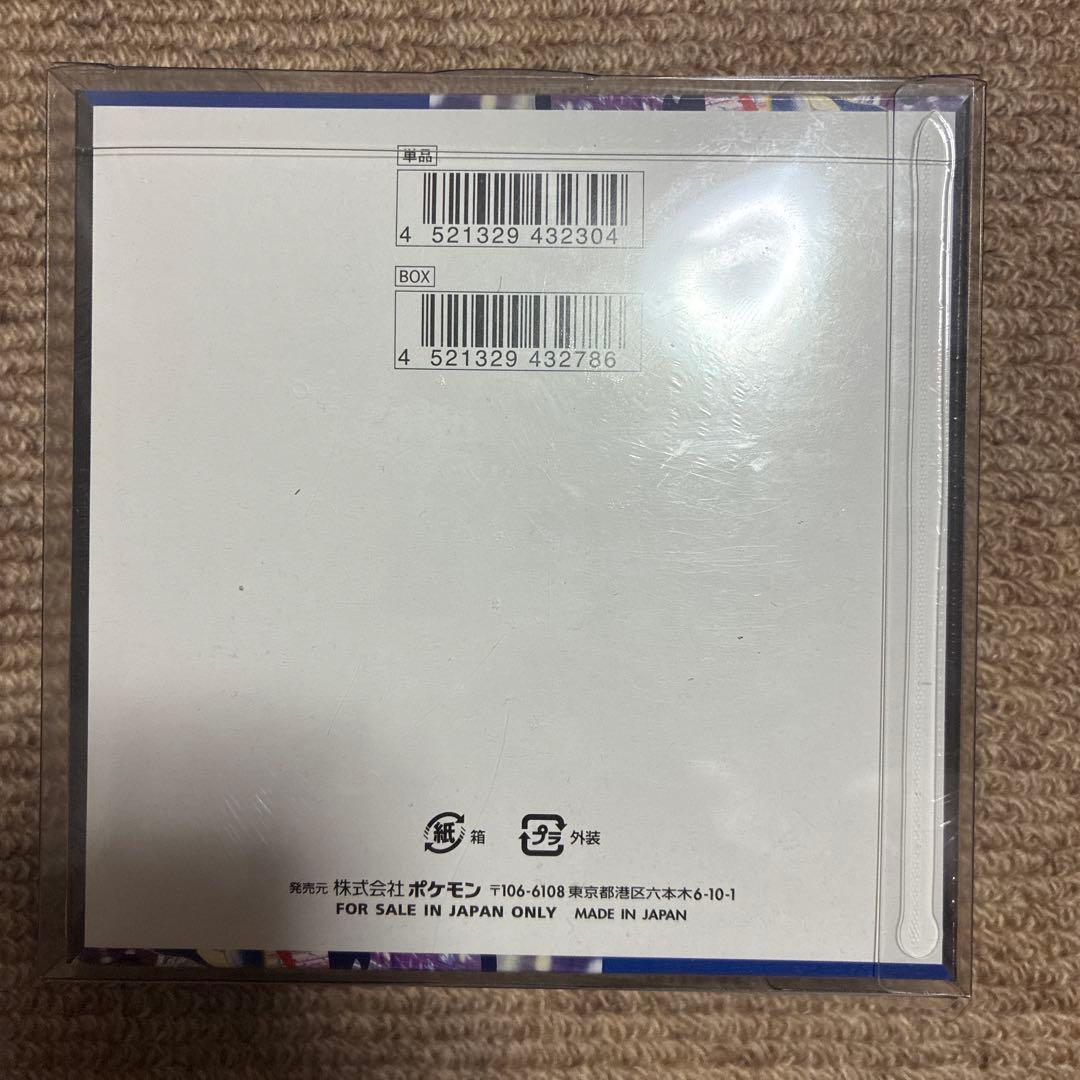 単品
4 521329 432304
BOX
4 521329 432786
紙 箱 プラ 外装
発売元 株式会社 ポケモン 〒106-6108 東京都港区六本木6-10-1
FOR SALE IN JAPAN ONLY MADE IN JAPAN